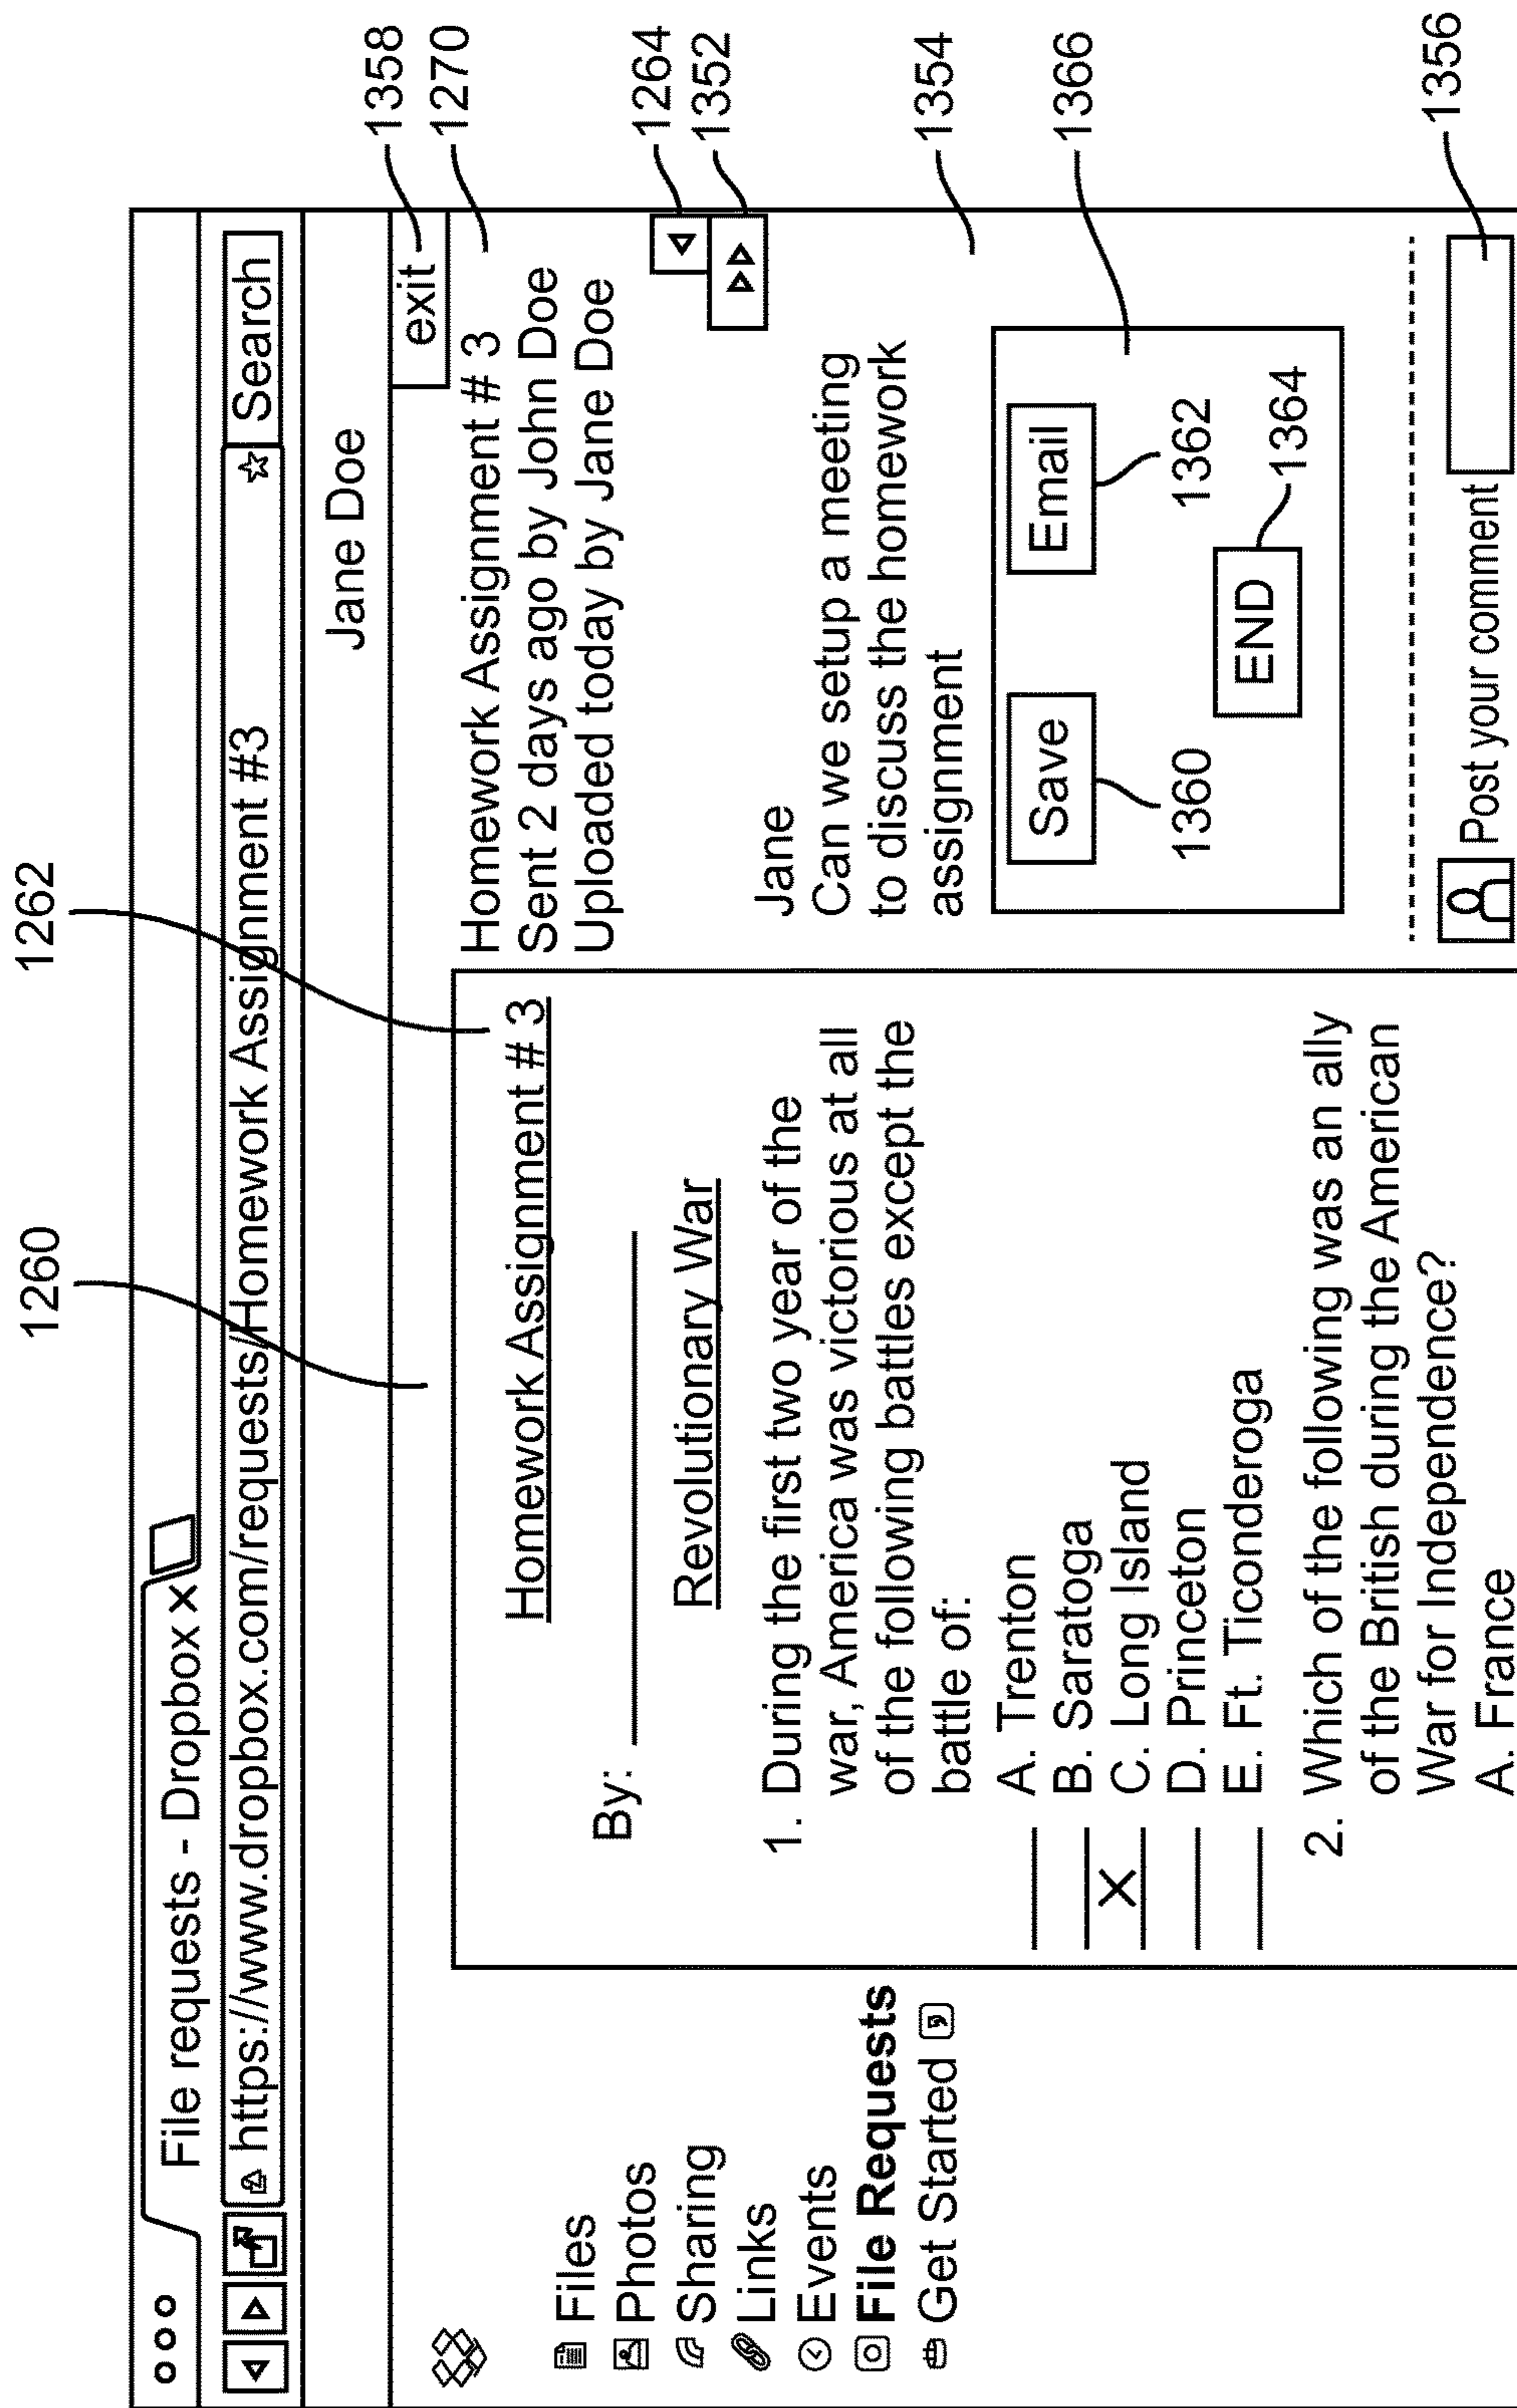 1260
1262
File requests - Dropbox X
https://www.dropbox.com/requests/Homework Assignment #3
Search
Jane Doe
exit
1358
1270
Files
Photos
Sharing
Links
Events
File Requests
Get Started
Homework Assignment # 3
By:
Revolutionary War
1. During the first two year of the
war, America was victorious at all
of the following battles except the
battle of:
A. Trenton
B. Saratoga
X C. Long Island
D. Princeton
E. Ft. Ticonderoga
2. Which of the following was an ally
of the British during the American
War for Independence?
A. France
Homework Assignment # 3
Sent 2 days ago by John Doe
Uploaded today by Jane Doe
1264
1352
Jane
Can we setup a meeting
to discuss the homework
assignment
1354
Save
Email
1366
1360
1362
END
1364
Post your comment
1356